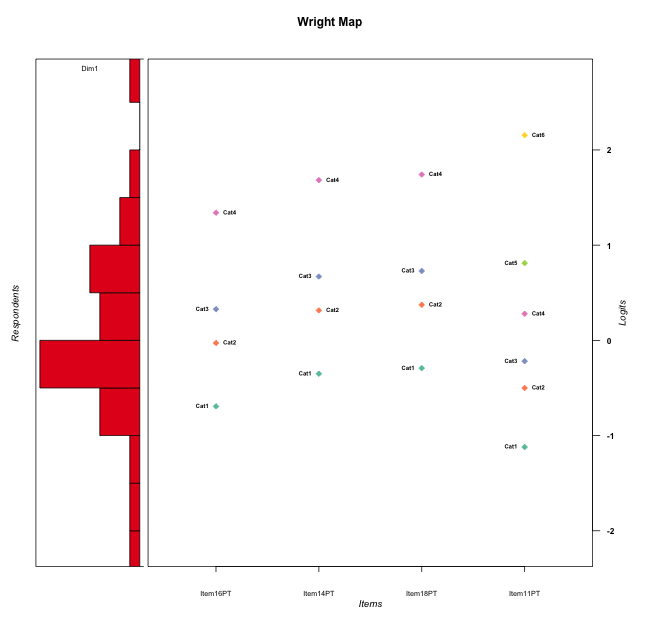 Wright Map
Dim1
Cat6
2
Cat4
Cat4
Cat4
1
Cat5
Cat3
Cat3
Cat3
Cat2
Cat2
Cat4
Respondents
Logits
Cat2
0
Cat1
Cat1
Cat3
Cat2
Cat1
-1
Cat1
-2
Item16PT Item14PT Item18PT Item11PT
Items